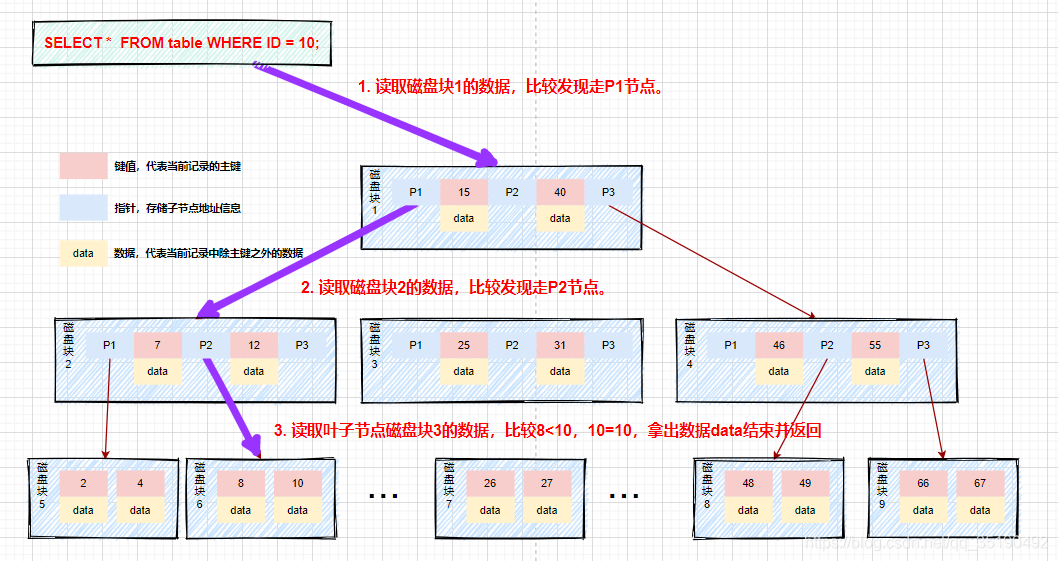 SELECT * FROM table WHERE ID = 10;
1. 读取磁盘块1的数据，比较发现走P1节点。
键值，代表当前记录的主键
指针，存储子节点地址信息
data 数据，代表当前记录中除主键之外的数据
磁盘块1
P1 15 P2 40 P3
data data
2. 读取磁盘块2的数据，比较发现走P2节点。
磁盘块2
P1 7 P2 12 P3
data data
磁盘块3
P1 25 P2 31 P3
data data
磁盘块4
P1 46 P2 55 P3
data data
3. 读取叶子节点磁盘块3的数据，比较8<10，10=10，拿出数据data结束并返回
磁盘块5
2 4
data data
磁盘块6
8 10
data data
...
磁盘块7
26 27
data data
...
磁盘块8
48 49
data data
磁盘块9
66 67
data data